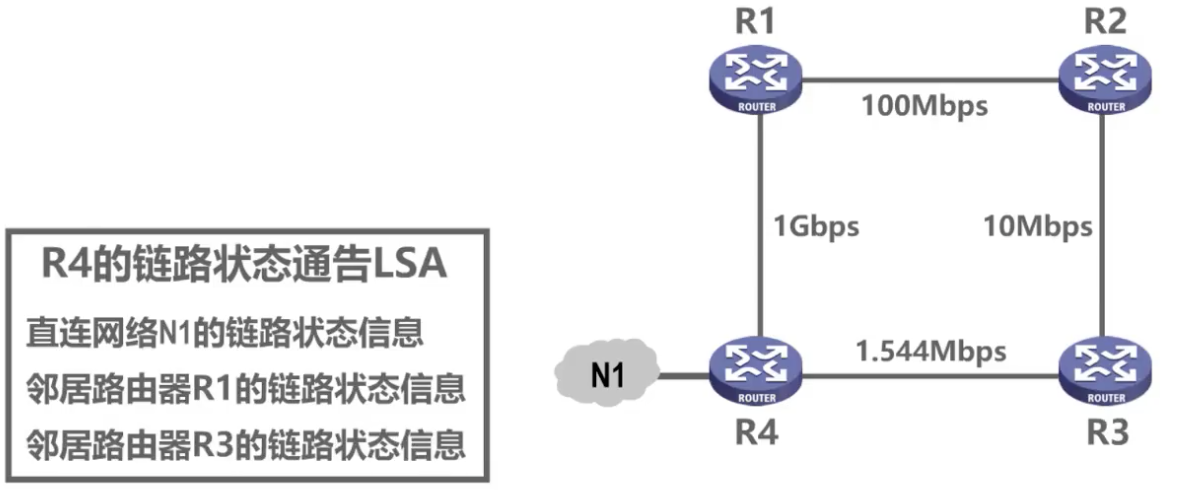 R1
R2
ROUTER
ROUTER
100Mbps
1Gbps
10Mbps
R4的链路状态通告LSA
直连网络N1的链路状态信息
邻居路由器R1的链路状态信息
邻居路由器R3的链路状态信息
N1
1.544Mbps
ROUTER
ROUTER
R4
R3